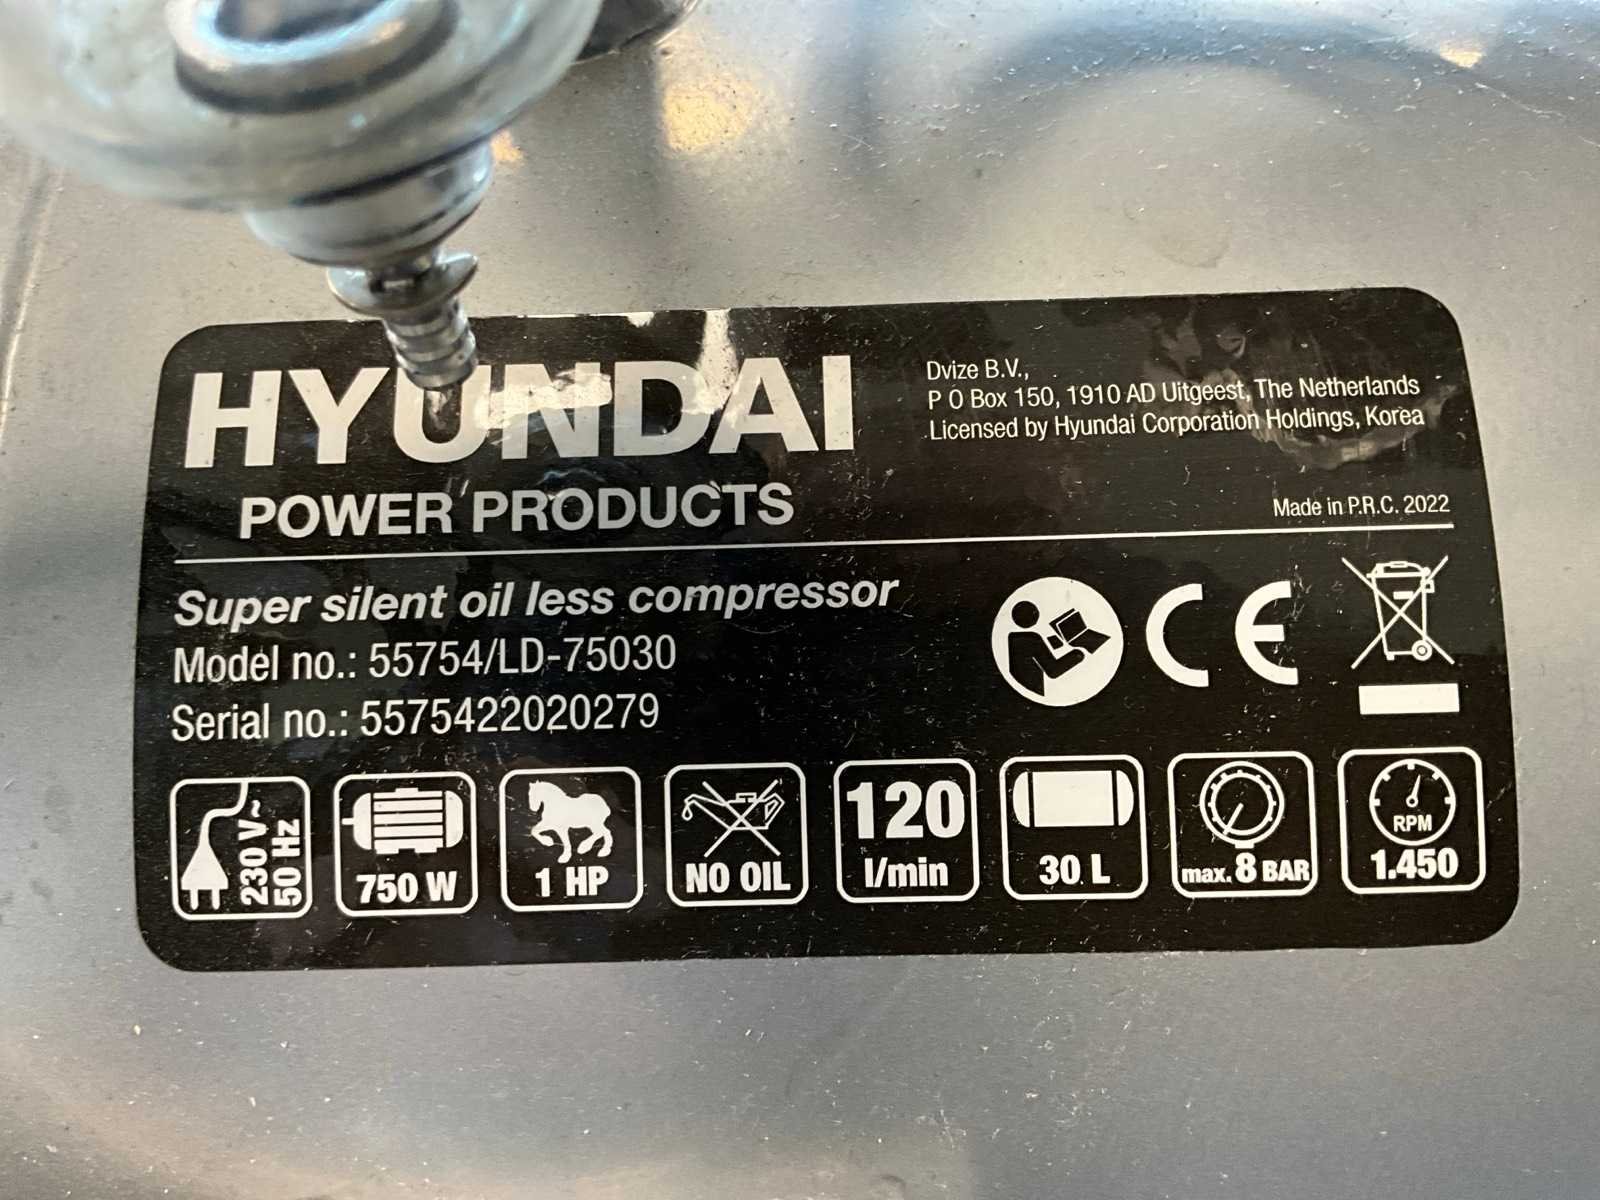 HYUNDAI
POWER PRODUCTS
Dvize B.V.,
P O Box 150, 1910 AD Uitgeest, The Netherlands
Licensed by Hyundai Corporation Holdings, Korea
Made in P.R.C. 2022
Super silent oil less compressor
Model no.: 55754/LD-75030
Serial no.: 5575422020279
CE
230 V~
50 Hz
750 W
1 HP
NO OIL
120
l/min
30 L
max. 8 BAR
RPM
1.450